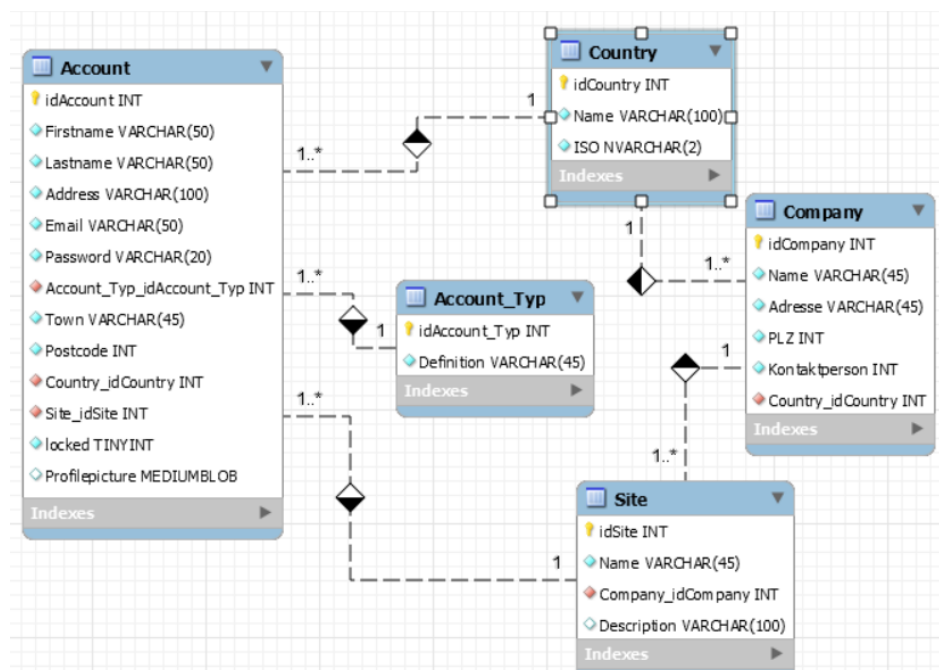 Account
idAccount INT
Firstname VARCHAR(50)
Lastname VARCHAR(50)
Address VARCHAR(100)
Email VARCHAR(50)
Password VARCHAR(20)
Account_Typ_idAccount_Typ INT
Town VARCHAR(45)
Postcode INT
Country_idCountry INT
Site_idSite INT
locked TINYINT
Profilepicture MEDIUMBLOB
Indexes
1..*
1
1..*
1
1..*
1
Country
idCountry INT
Name VARCHAR(100)
ISO NVARCHAR(2)
Indexes
1
1..*
Account_Typ
idAccount_Typ INT
Definition VARCHAR(45)
Indexes
Company
idCompany INT
Name VARCHAR(45)
Adresse VARCHAR(45)
PLZ INT
Kontaktperson INT
Country_idCountry INT
Indexes
1
1..*
Site
idSite INT
Name VARCHAR(45)
Company_idCompany INT
Description VARCHAR(100)
Indexes